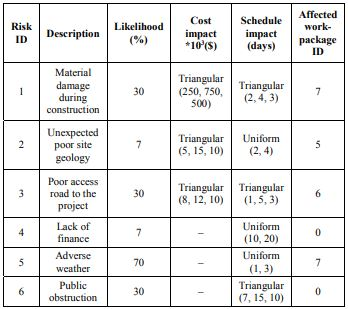 Risk ID Description Likelihood (%) Cost impact *10³($) Schedule impact (days) Affected work-package ID
1 Material damage during construction 30 Triangular (250, 750, 500) Triangular (2, 4, 3) 7
2 Unexpected poor site geology 7 Triangular (5, 15, 10) Uniform (2, 4) 5
3 Poor access road to the project 30 Triangular (8, 12, 10) Triangular (1, 5, 3) 6
4 Lack of finance 7 – Uniform (10, 20) 0
5 Adverse weather 70 – Uniform (1, 3) 7
6 Public obstruction 30 – Triangular (7, 15, 10) 0